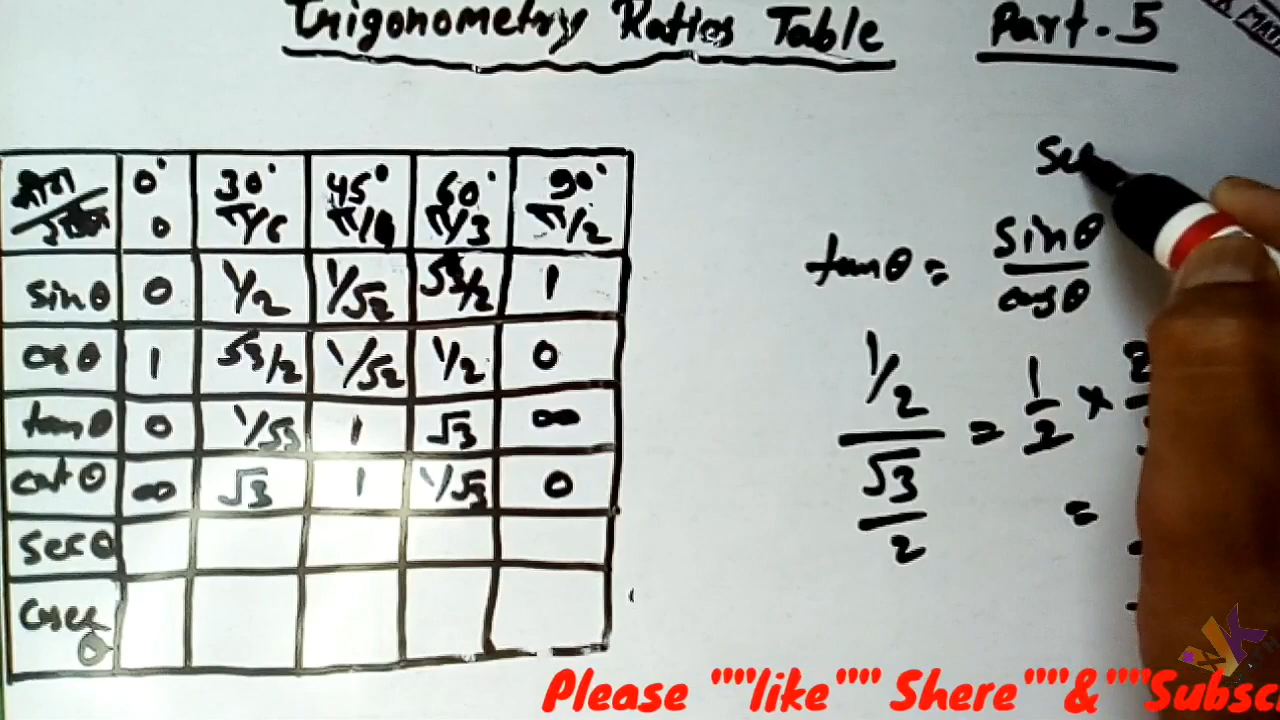 Trigonometry Ratios Table Part.5
Sec
0° 30° 45° 60° 90°
0 π/6 π/4 π/3 π/2
sinθ 0 1/2 1/√2 √3/2 1
cosθ 1 √3/2 1/√2 1/2 0
tanθ 0 1/√3 1 √3 ∞
cotθ ∞ √3 1 1/√3 0
secθ
cosec
θ
tanθ = sinθ
cosθ
1/2 = 1/2 ×
√3
2
=
Please ""like"" Shere""&""Subsc